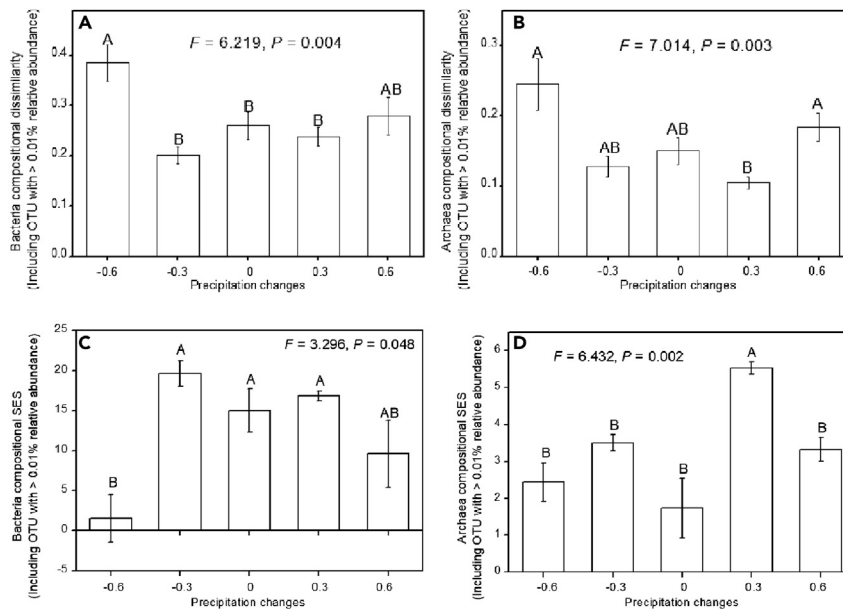 A
F = 6.219, P = 0.004
Bacteria compositional dissimilarity
(Including OTU with > 0.01% relative abundance)
0.4
0.3
0.2
0.1
0.0
A
B
B
B
AB
-0.6
-0.3
0
0.3
0.6
Precipitation changes
B
F = 7.014, P = 0.003
Archaea compositional dissimilarity
(Including OTU with > 0.01% relative abundance)
0.3
0.2
0.1
0.0
A
AB
AB
B
A
-0.6
-0.3
0
0.3
0.6
Precipitation changes
C
F = 3.296, P = 0.048
Bacteria compositional SES
(Including OTU with > 0.01% relative abundance)
25
20
15
10
5
0
-5
B
A
A
A
AB
-0.6
-0.3
0
0.3
0.6
Precipitation changes
D
F = 6.432, P = 0.002
Archaea compositional SES
(Including OTU with > 0.01% relative abundance)
6
5
4
3
2
1
0
B
B
B
A
B
-0.6
-0.3
0
0.3
0.6
Precipitation changes